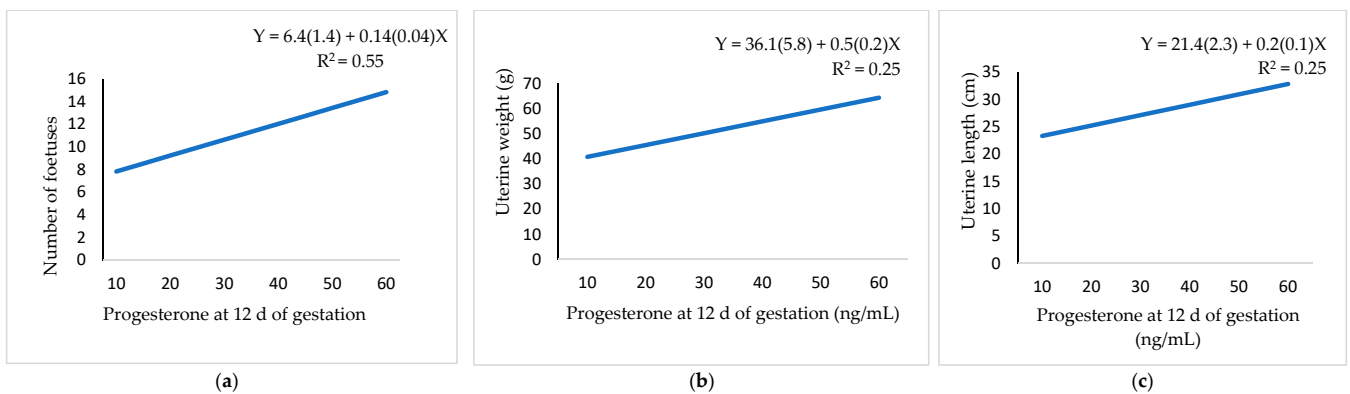 Y = 6.4(1.4) + 0.14(0.04)X
R² = 0.55
Number of foetuses
16
14
12
10
8
6
4
2
0
10 20 30 40 50 60
Progesterone at 12 d of gestation
(a)
Y = 36.1(5.8) + 0.5(0.2)X
R² = 0.25
Uterine weight (g)
70
60
50
40
30
20
10
0
10 20 30 40 50 60
Progesterone at 12 d of gestation (ng/mL)
(b)
Y = 21.4(2.3) + 0.2(0.1)X
R² = 0.25
Uterine length (cm)
35
30
25
20
15
10
5
0
10 20 30 40 50 60
Progesterone at 12 d of gestation
(ng/mL)
(c)